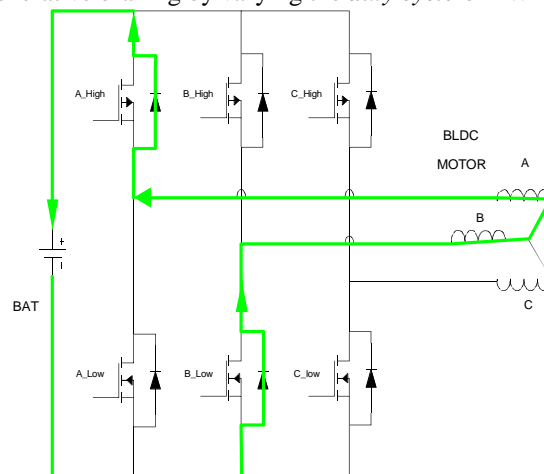 A_High
B_High
C_High
BLDC
MOTOR
A
B
C
+
BAT
A_Low
B_Low
C_low